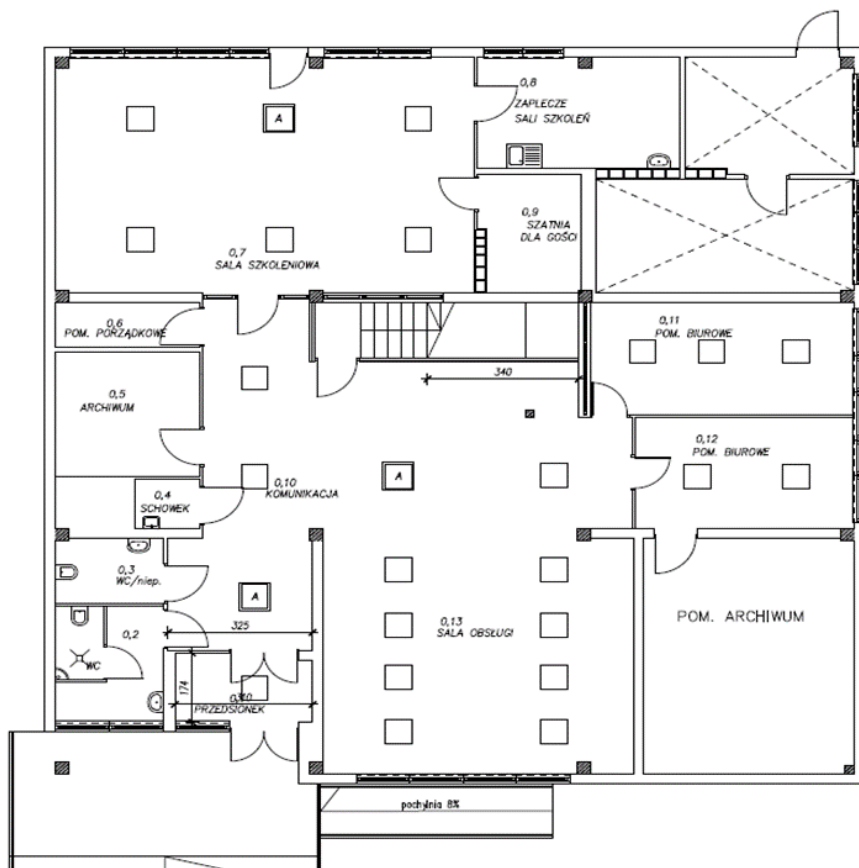 0,8
ZAPLECZE
SALI SZKOLEŃ
A
0,9
SZATNIA
DLA GOŚCI
0,7
SALA SZKOLENIOWA
0,6
POM. PORZĄDKOWE
0,11
POM. BIUROWE
340
0,5
ARCHIWUM
0,12
POM. BIUROWE
0,4
SCHOWEK
0,10
KOMUNIKACJA
A
0,3
WC/niep.
A
0,2
325
0,13
SALA OBSŁUGI
POM. ARCHIWUM
WC
174
PRZEDSIONEK
pochylnia 8%